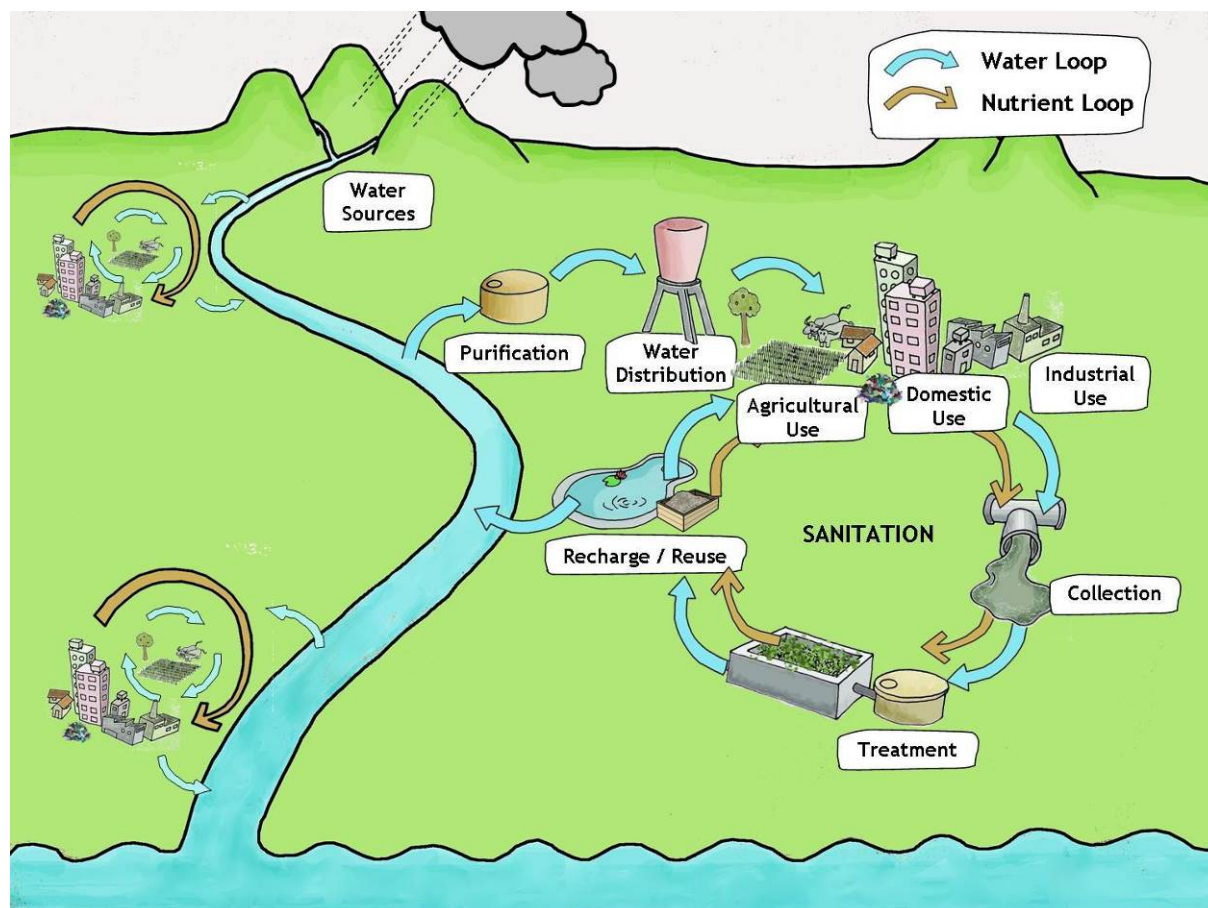 Water Loop
Nutrient Loop
Water
Sources
Purification
Water
Distribution
Agricultural
Use
Domestic
Use
Industrial
Use
Recharge / Reuse
SANITATION
Collection
Treatment